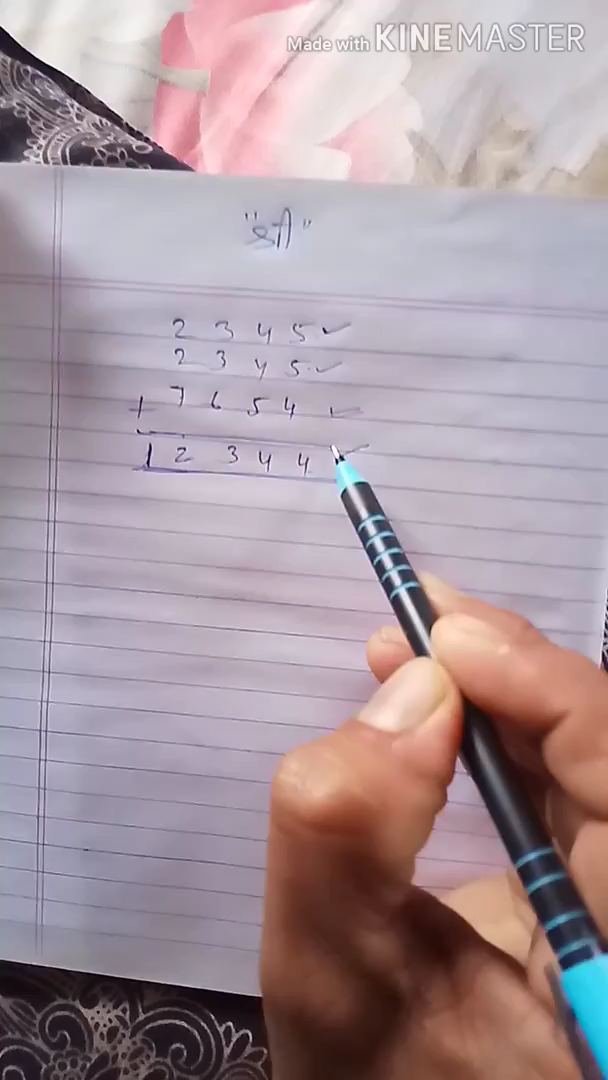 Made with KINEMASTER
"શ્રી"
2 3 4 5 ✓
2 3 4 5 ✓
+ 7 6 5 4 ✓
1 2 3 4 4 ✓